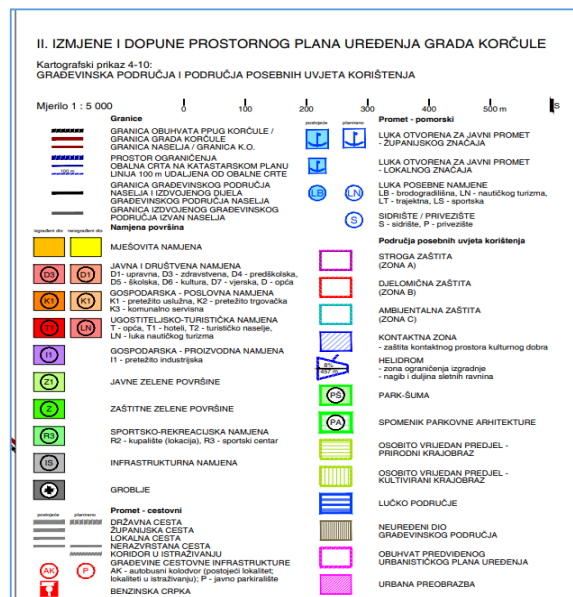 II. IZMJENE I DOPUNE PROSTORNOG PLANA UREĐENJA GRADA KORČULE
Kartografski prikaz 4-10:
GRAĐEVINSKA PODRUČJA I PODRUČJA POSEBNIH UVJETA KORIŠTENJA
Mjerilo 1 : 5 000
0 100 200 300 400 500 m
S
Granice
GRANICA OBUHVATA PPUG KORČULE /
GRANICA GRADA KORČULE
GRANICA NASELJA / GRANICA K.O.
PROSTOR OGRANIČENJA
OBALNA CRTA NA KATASTARSKOM PLANU
100 m
LINIJA 100 m UDALJENA OD OBALNE CRTE
GRANICA GRAĐEVINSKOG PODRUČJA
NASELJA I IZDVOJENOG DIJELA
GRAĐEVINSKOG PODRUČJA NASELJA
GRANICA IZDVOJENOG GRAĐEVINSKOG
PODRUČJA IZVAN NASELJA
izgrađeni dio neizgrađeni dio
Namjena površina
MJEŠOVITA NAMJENA
D3 D1
JAVNA I DRUŠTVENA NAMJENA
D1- upravna, D3 - zdravstvena, D4 - predškolska,
D5 - školska, D6 - kultura, D7 - vjerska, D - opća
K1 K1
GOSPODARSKA - POSLOVNA NAMJENA
K1 - pretežito uslužna, K2 - pretežito trgovačka
K3 - komunalno servisna
T1 LN
UGOSTITELJSKO-TURISTIČKA NAMJENA
T - opća, T1 - hoteli, T2 - turističko naselje,
LN - luka nautičkog turizma
I1
GOSPODARSKA - PROIZVODNA NAMJENA
I1 - pretežito industrijska
Z1
JAVNE ZELENE POVRŠINE
Z
ZAŠTITNE ZELENE POVRŠINE
R3
SPORTSKO-REKREACIJSKA NAMJENA
R2 - kupalište (lokacija), R3 - sportski centar
IS
INFRASTRUKTURNA NAMJENA
GROBLJE
Promet - cestovni
postojeće planirano
DRŽAVNA CESTA
ŽUPANIJSKA CESTA
LOKALNA CESTA
NERAZVRSTANA CESTA
KORIDOR U ISTRAŽIVANJU
AK P
GRAĐEVINE CESTOVNE INFRASTRUKTURE
AK - autobusni kolodvor (postojeći lokalitet;
lokaliteti u istraživanju); P - javno parkiralište
BENZINSKA CRPKA
Promet - pomorski
postojeće planirano
LUKA OTVORENA ZA JAVNI PROMET
- ŽUPANIJSKOG ZNAČAJA
LUKA OTVORENA ZA JAVNI PROMET
- LOKALNOG ZNAČAJA
LB LN
LUKA POSEBNE NAMJENE
LB - brodogradilišna, LN - nautičkog turizma,
LT - trajektna, LS - sportska
S
SIDRIŠTE / PRIVEZIŠTE
S - sidrište, P - privezište
Područja posebnih uvjeta korištenja
STROGA ZAŠTITA
(ZONA A)
DJELOMIČNA ZAŠTITA
(ZONA B)
AMBIJENTALNA ZAŠTITA
(ZONA C)
KONTAKTNA ZONA
- zaštita kontaktnog prostora kulturnog dobra
8%
457 m
HELIDROM
- zona ograničenja izgradnje
- nagib i duljina sletnih ravnina
PŠ
PARK-ŠUMA
PA
SPOMENIK PARKOVNE ARHITEKTURE
OSOBITO VRIJEDAN PREDJEL -
PRIRODNI KRAJOBRAZ
OSOBITO VRIJEDAN PREDJEL -
KULTIVIRANI KRAJOBRAZ
LUČKO PODRUČJE
NEUREĐENI DIO
GRAĐEVINSKOG PODRUČJA
OBUHVAT PREDVIĐENOG
URBANISTIČKOG PLANA UREĐENJA
URBANA PREOBRAZBA